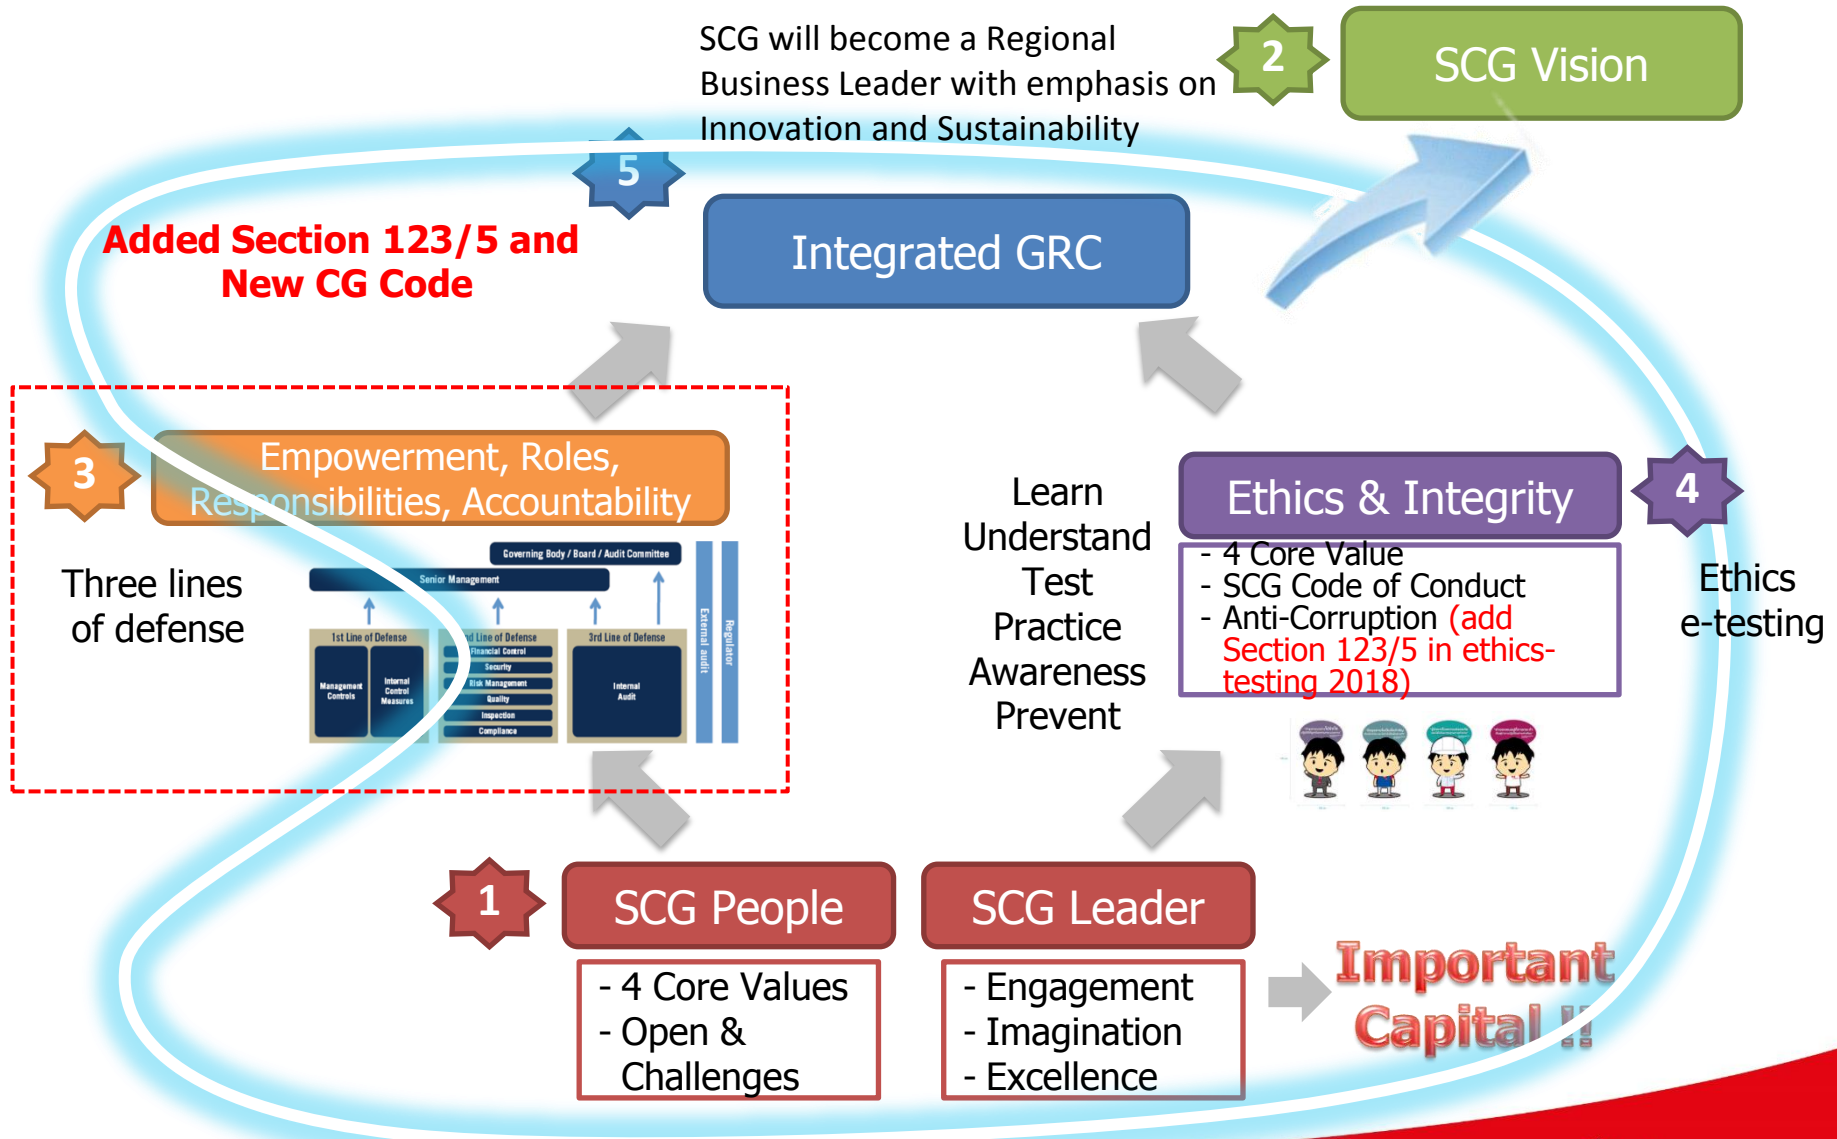 SCG will become a Regional
Business Leader with emphasis on
Innovation and Sustainability
2
SCG Vision
5
Integrated GRC
Added Section 123/5 and
New CG Code
3
Empowerment, Roles,
Responsibilities, Accountability
Three lines
of defense
Governing Body / Board / Audit Committee
Senior Management
1st Line of Defense
Management
Controls
Internal
Control
Measures
nd Line of Defense
Financial Control
Security
Risk Management
Quality
Inspection
Compliance
3rd Line of Defense
Internal
Audit
External audit
Regulator
Learn
Understand
Test
Practice
Awareness
Prevent
Ethics & Integrity
4
- 4 Core Value
- SCG Code of Conduct
- Anti-Corruption (add
Section 123/5 in ethics-
testing 2018)
Ethics
e-testing
1
SCG People
- 4 Core Values
- Open &
Challenges
SCG Leader
- Engagement
- Imagination
- Excellence
Important
Capital !!